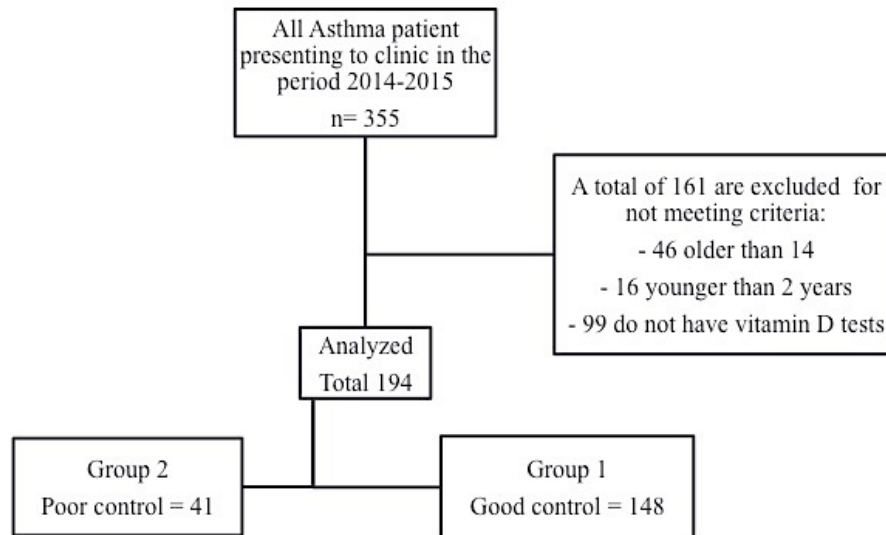 All Asthma patient
presenting to clinic in the
period 2014-2015
n= 355
A total of 161 are excluded for
not meeting criteria:
- 46 older than 14
- 16 younger than 2 years
- 99 do not have vitamin D tests
Analyzed
Total 194
Group 2
Poor control = 41
Group 1
Good control = 148